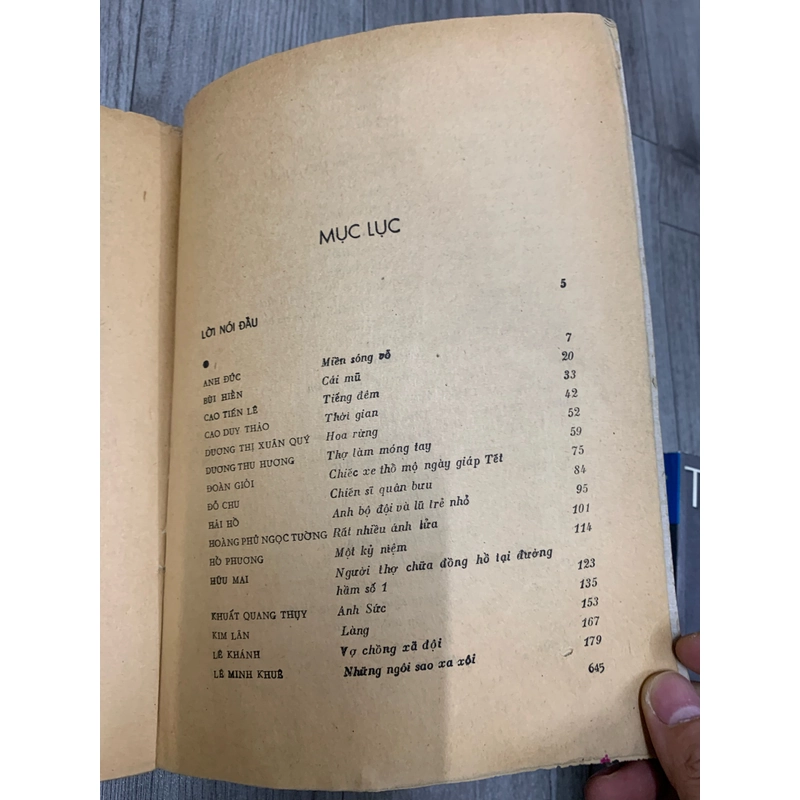 MỤC LỤC
LỜI NÓI ĐẦU 5
ANH ĐỨC Miền sóng vỗ 7
BÙI HIỂN Cái mũ 20
CAO TIẾN LÊ Tiếng đêm 33
CAO DUY THẢO Thời gian 42
DƯƠNG THỊ XUÂN QUÝ Hoa rừng 52
DƯƠNG THU HƯƠNG Thợ làm móng tay 59
ĐOÀN GIỎI Chiếc xe thồ mộ ngày giáp Tết 75
ĐỖ CHU Chiến sĩ quân bưu 84
HẢI HỒ Anh bộ đội và lũ trẻ nhỏ 95
HOÀNG PHỦ NGỌC TƯỜNG Rất nhiều ánh lửa 101
HỒ PHƯƠNG Một kỷ niệm 114
HỮU MAI Người thợ chữa đồng hồ tại đường
hầm số 1 123
KHUẤT QUANG THỤY Anh Sức 135
KIM LÂN Làng 153
LÊ KHÁNH Vợ chồng xã đội 167
LÊ MINH KHUÊ Những ngôi sao xa xôi 179
645